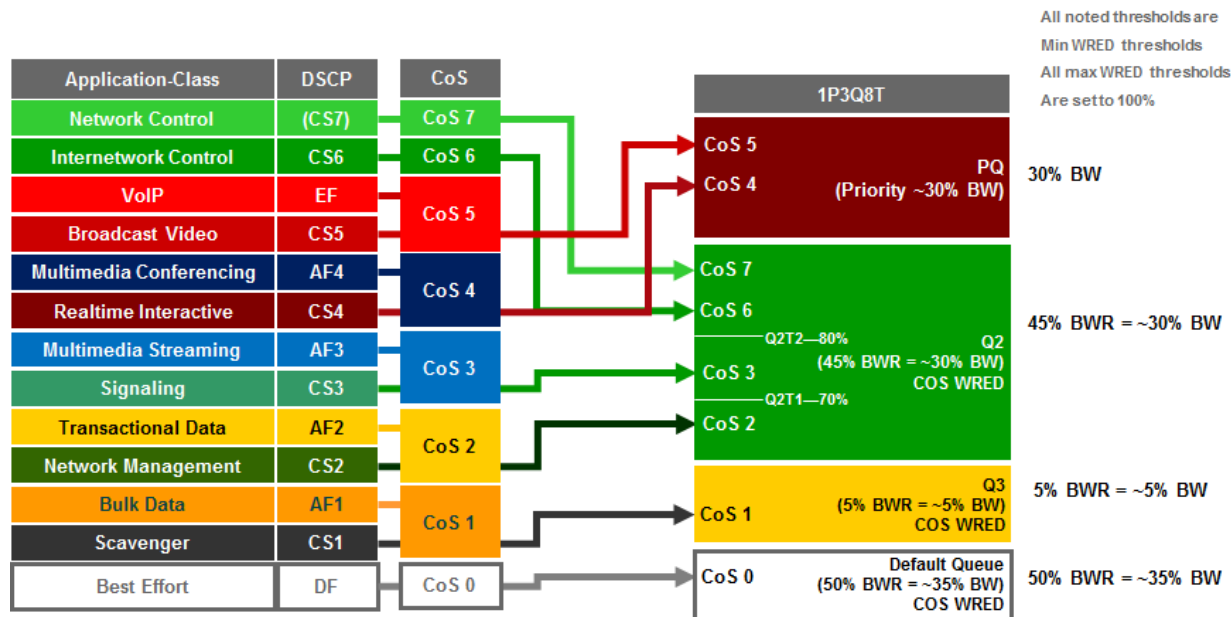 All noted thresholds are
Min WRED thresholds
All max WRED thresholds
Are set to 100%
Application-Class DSCP CoS
1P3Q8T
Network Control (CS7) CoS 7
Internetwork Control CS6 CoS 6
VoIP EF
CoS 5
Broadcast Video CS5
Multimedia Conferencing AF4
CoS 4
Realtime Interactive CS4
Multimedia Streaming AF3
CoS 3
Signaling CS3
Transactional Data AF2
CoS 2
Network Management CS2
Bulk Data AF1
CoS 1
Scavenger CS1
Best Effort DF CoS 0
CoS 5
CoS 4
PQ
(Priority ~30% BW)
30% BW
CoS 7
CoS 6
Q2T2—80%
CoS 3
Q2T1—70%
CoS 2
Q2
(45% BWR = ~30% BW)
COS WRED
45% BWR = ~30% BW
CoS 1
Q3
(5% BWR = ~5% BW)
COS WRED
5% BWR = ~5% BW
CoS 0
Default Queue
(50% BWR = ~35% BW)
COS WRED
50% BWR = ~35% BW